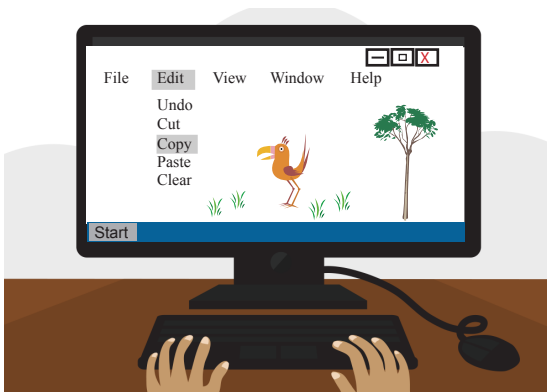 X
File Edit View Window Help
Undo
Cut
Copy
Paste
Clear
Start